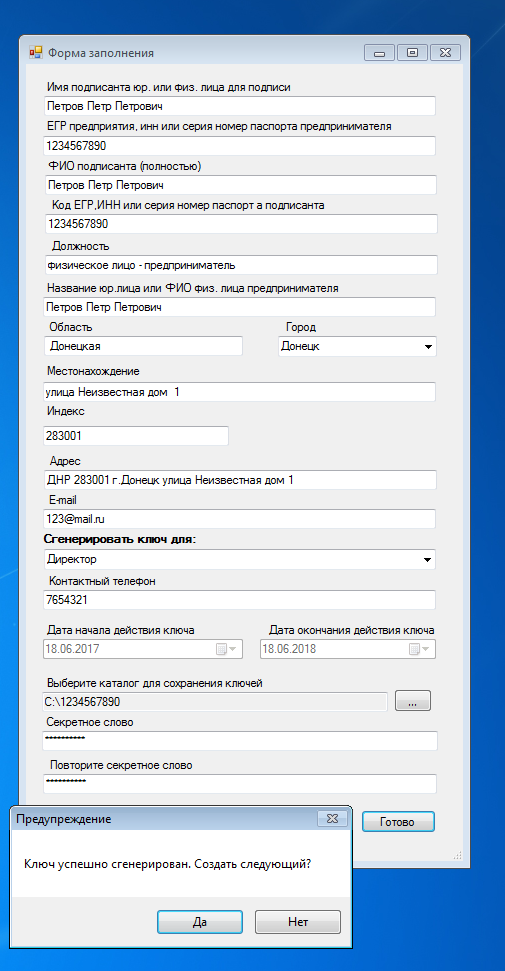 Форма заполнения
Имя подписанта юр. или физ. лица для подписи
Петров Петр Петрович
ЕГР предприятия, инн или серия номер паспорта предпринимателя
1234567890
ФИО подписанта (полностью)
Петров Петр Петрович
Код ЕГР,ИНН или серия номер паспорт а подписанта
1234567890
Должность
физическое лицо - предприниматель
Название юр.лица или ФИО физ. лица предпринимателя
Петров Петр Петрович
Область Город
Донецкая Донецк
Местонахождение
улица Неизвестная дом 1
Индекс
283001
Адрес
ДНР 283001 г.Донецк улица Неизвестная дом 1
E-mail
123@mail.ru
Сгенерировать ключ для:
Директор
Контактный телефон
7654321
Дата начала действия ключа Дата окончания действия ключа
18.06.2017 18.06.2018
Выберите каталог для сохранения ключей
C:\1234567890 ...
Секретное слово
**********
Повторите секретное слово
**********
Готово
Предупреждение
Ключ успешно сгенерирован. Создать следующий?
Да Нет